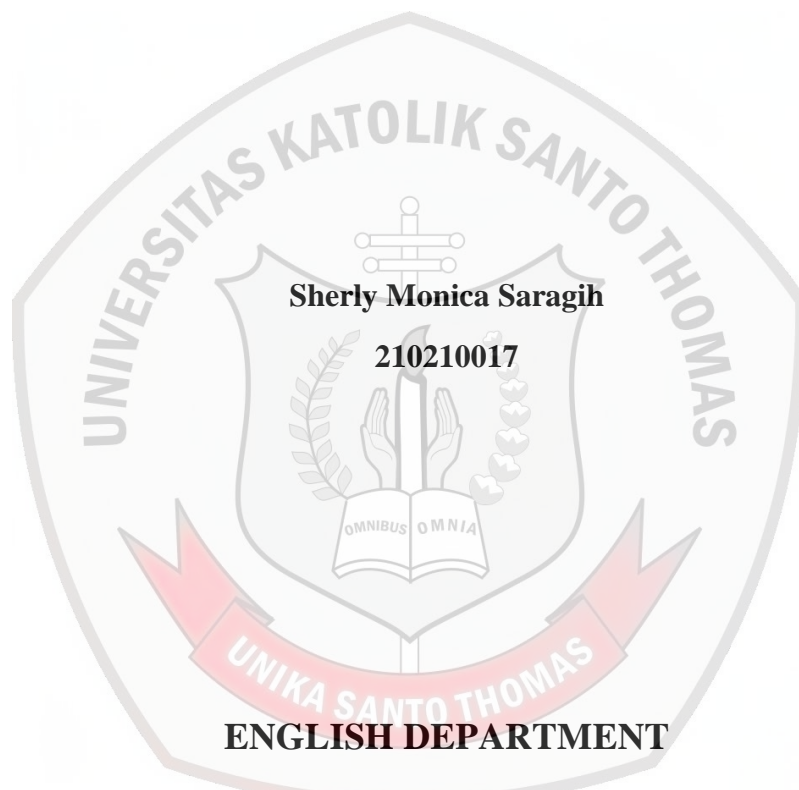 UNIVERSITAS KATOLIK SANTO THOMAS
Sherly Monica Saragih
210210017
OMNIBUS OMNIA
UNIKA SANTO THOMAS
ENGLISH DEPARTMENT